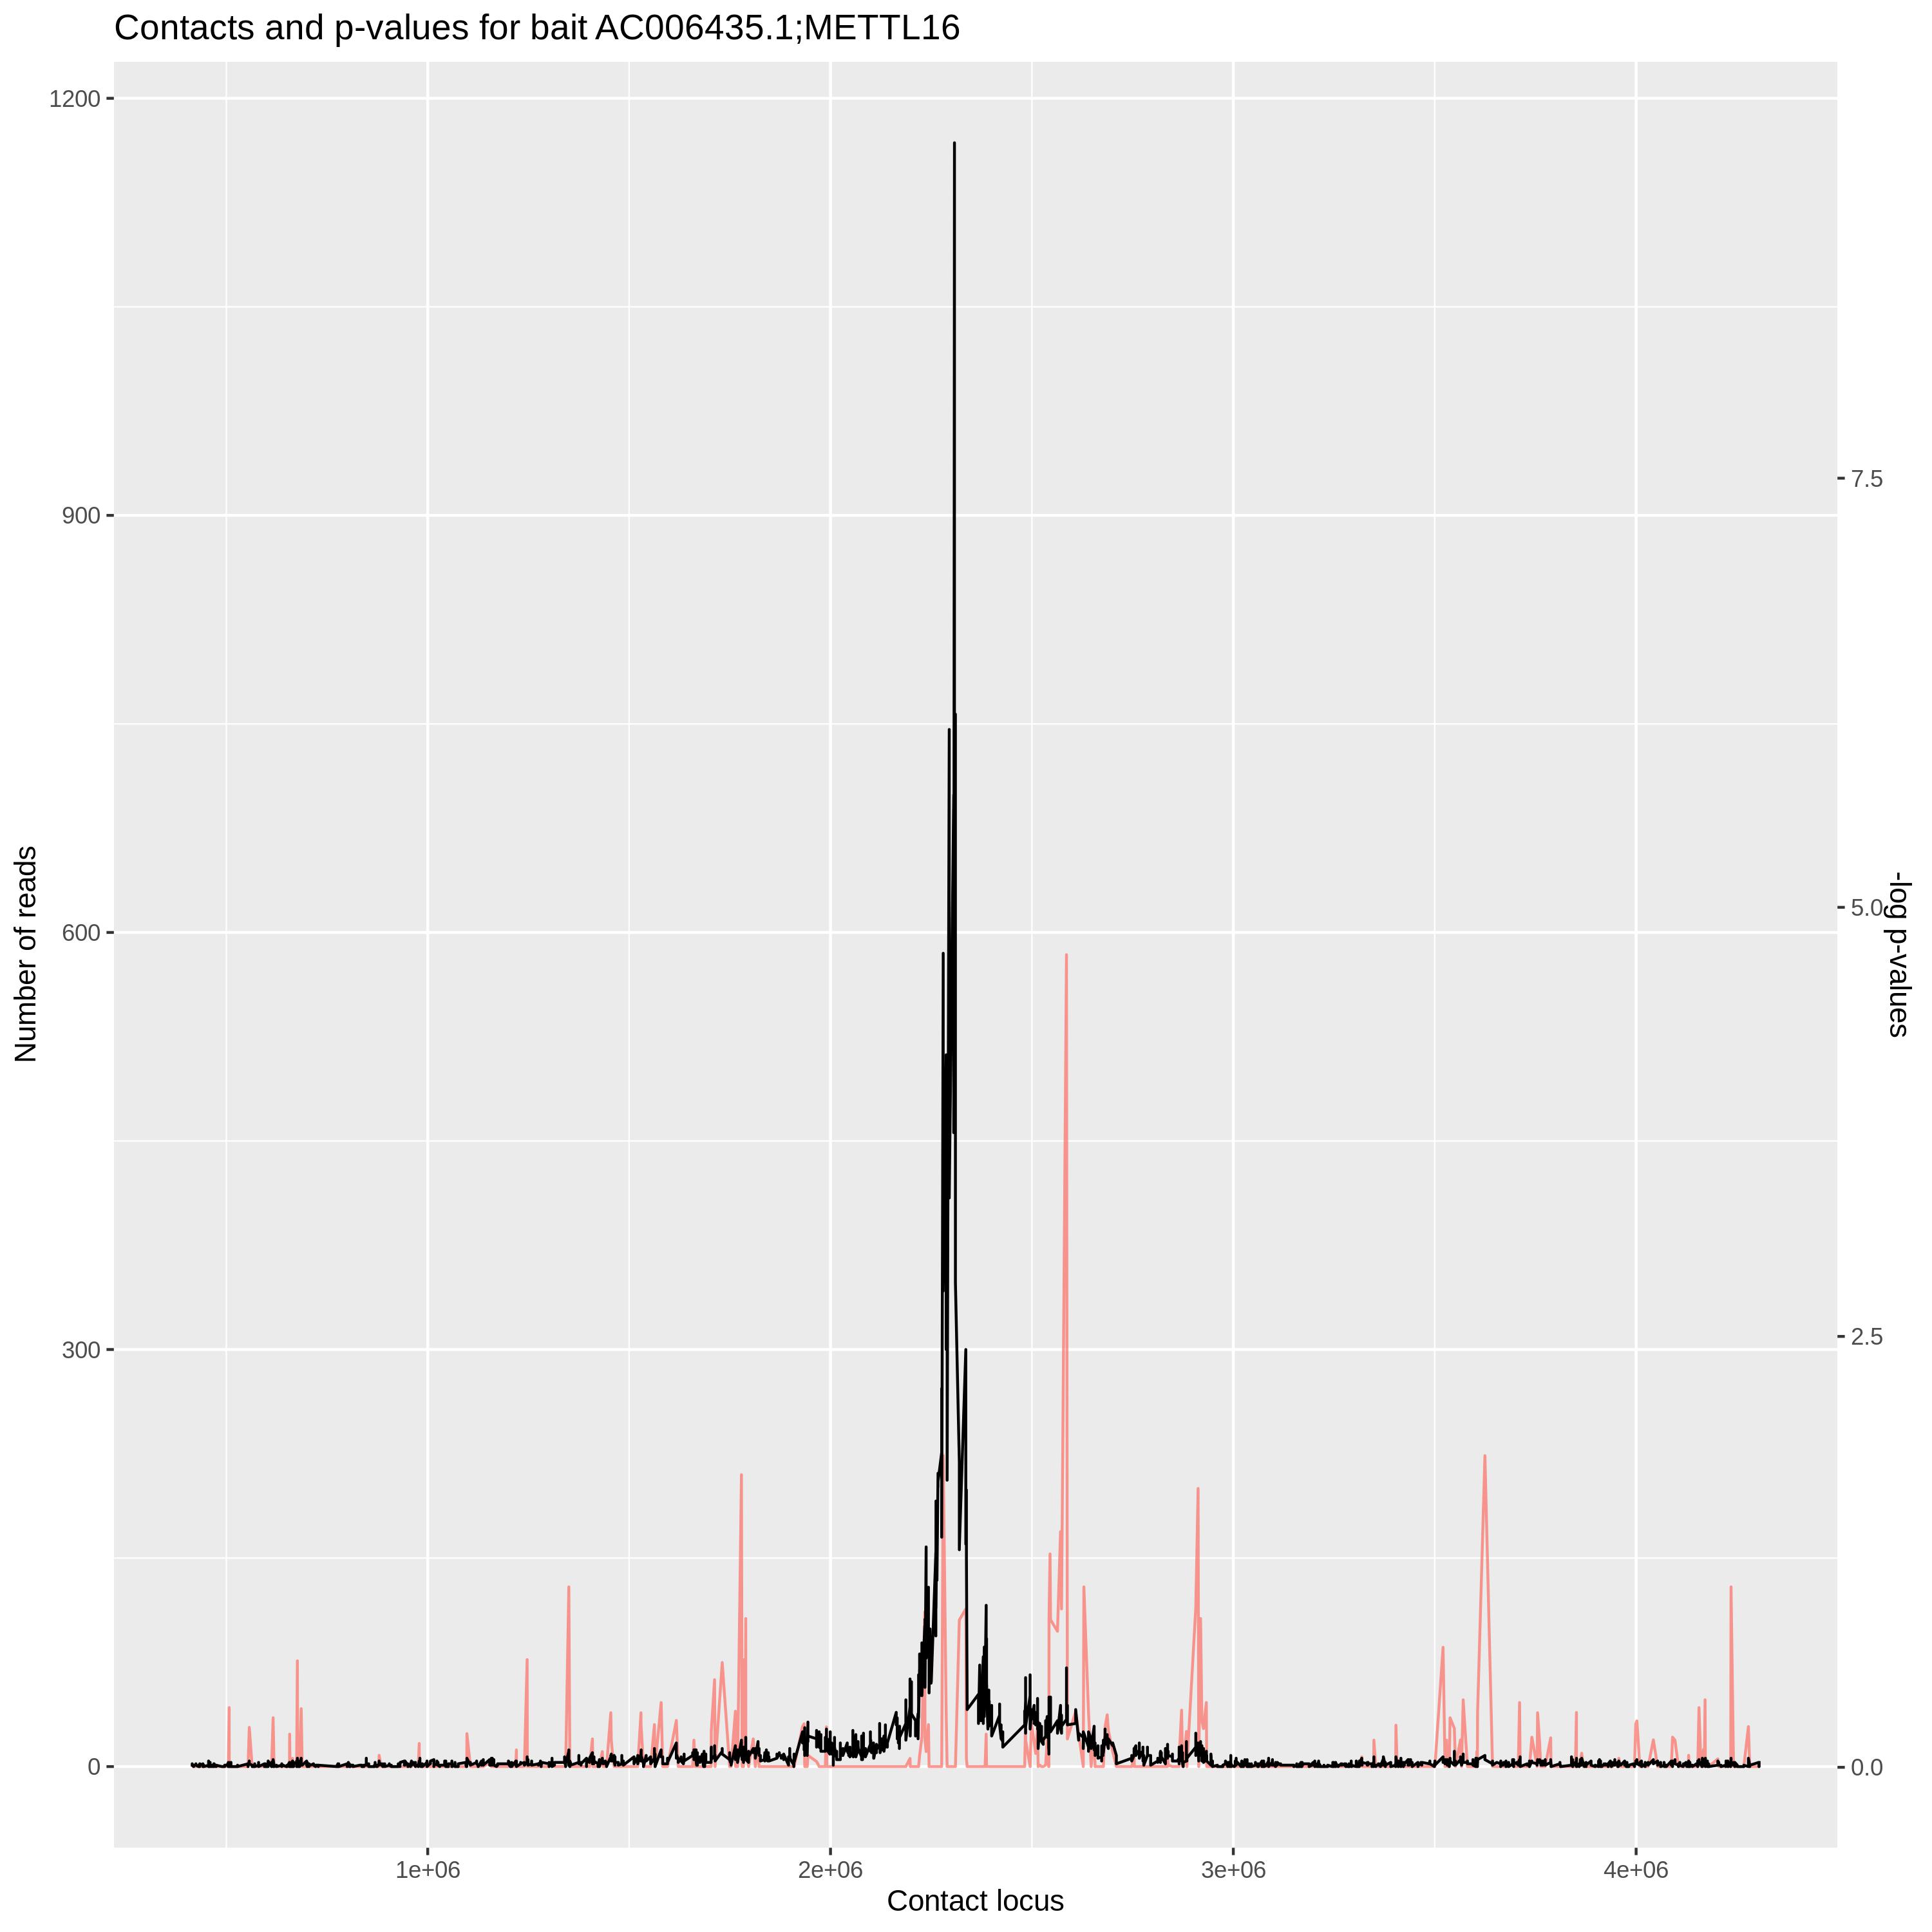 Contacts and p-values for bait AC006435.1;METTL16
1200
900
600
300
0
Number of reads
7.5
5.0
2.5
0.0
-log p-values
1e+06
2e+06
3e+06
4e+06
Contact locus